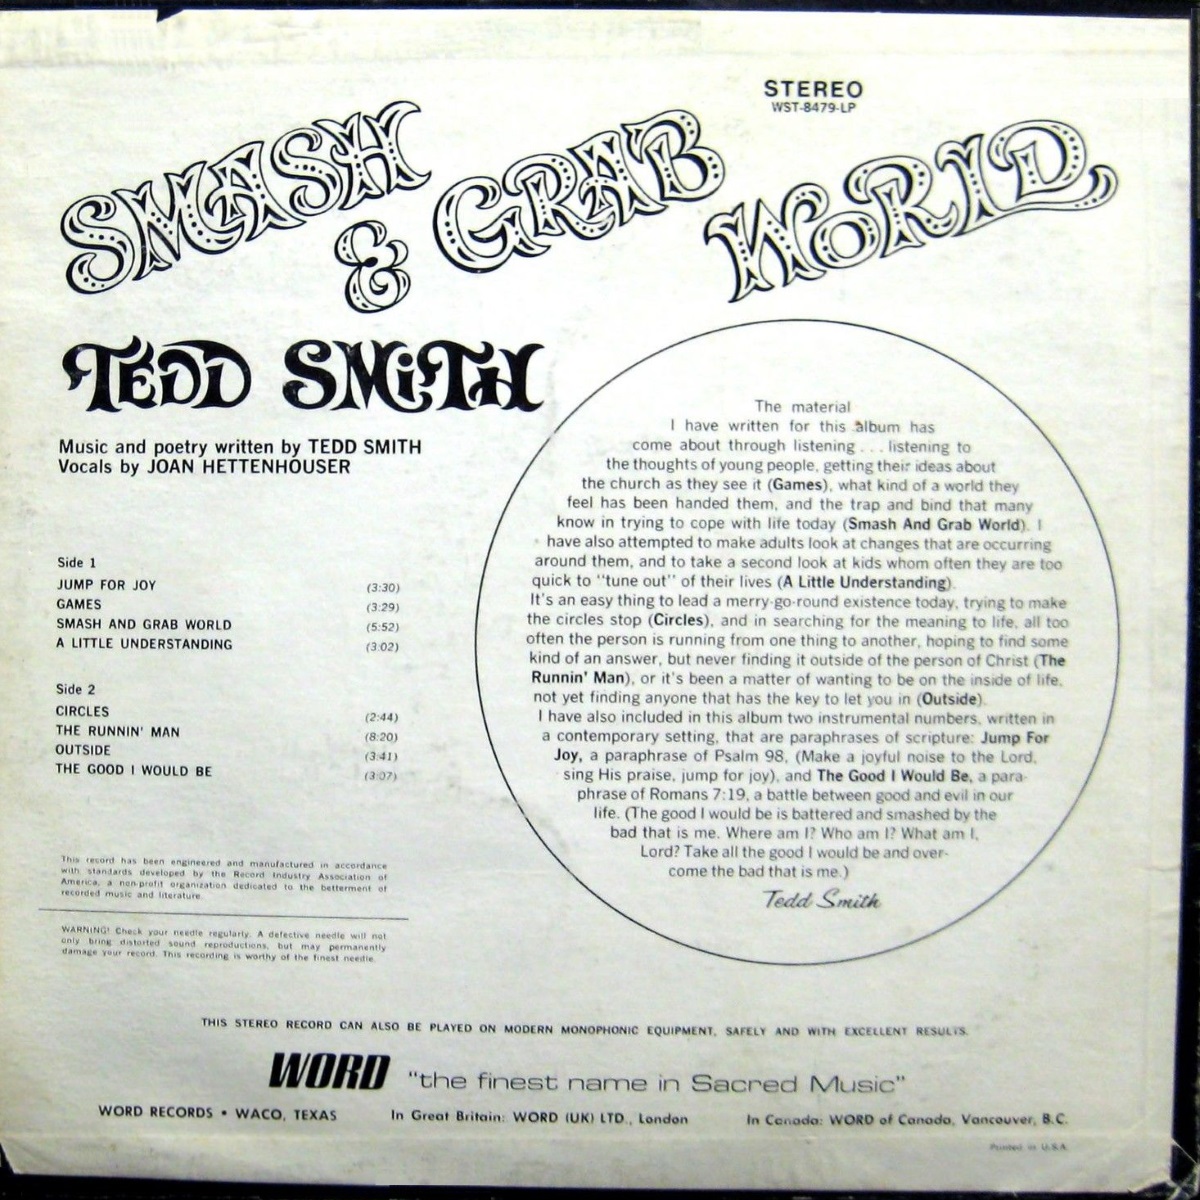 STEREO
WST-8479-LP
SMASH & GRAB WORLD
TEDD SMITH
Music and poetry written by TEDD SMITH
Vocals by JOAN HETTENHOUSER
Side 1
JUMP FOR JOY (3:30)
GAMES (3:29)
SMASH AND GRAB WORLD (5:52)
A LITTLE UNDERSTANDING (3:02)
Side 2
CIRCLES (2:44)
THE RUNNIN' MAN (8:20)
OUTSIDE (3:41)
THE GOOD I WOULD BE (3:07)
The material
I have written for this album has
come about through listening . . . listening to
the thoughts of young people, getting their ideas about
the church as they see it (Games), what kind of a world they
feel has been handed them, and the trap and bind that many
know in trying to cope with life today (Smash And Grab World). I
have also attempted to make adults look at changes that are occurring
around them, and to take a second look at kids whom often they are too
quick to "tune out" of their lives (A Little Understanding).
It's an easy thing to lead a merry-go-round existence today, trying to make
the circles stop (Circles), and in searching for the meaning to life, all too
often the person is running from one thing to another, hoping to find some
kind of an answer, but never finding it outside of the person of Christ (The
Runnin' Man), or it's been a matter of wanting to be on the inside of life,
not yet finding anyone that has the key to let you in (Outside).
I have also included in this album two instrumental numbers, written in
a contemporary setting, that are paraphrases of scripture: Jump For
Joy, a paraphrase of Psalm 98, (Make a joyful noise to the Lord,
sing His praise, jump for joy), and The Good I Would Be, a para-
phrase of Romans 7:19, a battle between good and evil in our
life. (The good I would be is battered and smashed by the
bad that is me. Where am I? Who am I? What am I,
Lord? Take all the good I would be and over-
come the bad that is me.)
Tedd Smith
This record has been engineered and manufactured in accordance
with standards developed by the Record Industry Association of
America, a non-profit organization dedicated to the betterment of
recorded music and literature.
WARNING! Check your needle regularly. A defective needle will not
only bring distorted sound reproductions, but may permanently
damage your record. This recording is worthy of the finest needle.
THIS STEREO RECORD CAN ALSO BE PLAYED ON MODERN MONOPHONIC EQUIPMENT, SAFELY AND WITH EXCELLENT RESULTS.
WORD "the finest name in Sacred Music"
WORD RECORDS • WACO, TEXAS In Great Britain: WORD (UK) LTD., London In Canada: WORD of Canada, Vancouver, B.C.
Printed in U.S.A.